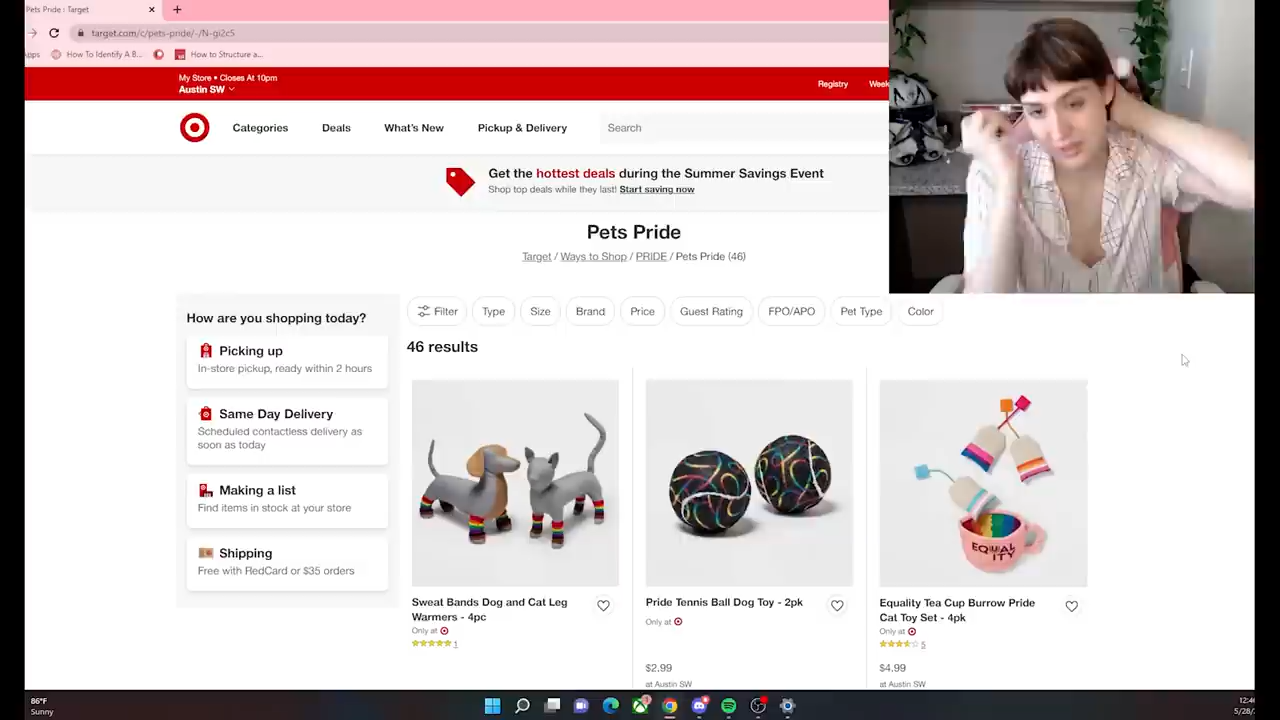 Pets Pride : Target
target.com/c/pets-pride/-/N-gi2c5
How To Identify A B...
How to Structure a...
My Store • Closes At 10pm
Austin SW
Registry
Categories
Deals
What's New
Pickup & Delivery
Search
Get the hottest deals during the Summer Savings Event
Shop top deals while they last! Start saving now
Pets Pride
Target / Ways to Shop / PRIDE / Pets Pride (46)
How are you shopping today?
Filter
Type
Size
Brand
Price
Guest Rating
FPO/APO
Pet Type
Color
46 results
Picking up
In-store pickup, ready within 2 hours
Same Day Delivery
Scheduled contactless delivery as
soon as today
Making a list
Find items in stock at your store
Shipping
Free with RedCard or $35 orders
EQUAL
ITY
Sweat Bands Dog and Cat Leg
Warmers - 4pc
Only at
1
Pride Tennis Ball Dog Toy - 2pk
Only at
$2.99
at Austin SW
Equality Tea Cup Burrow Pride
Cat Toy Set - 4pk
Only at
5
$4.99
at Austin SW
86°F
Sunny